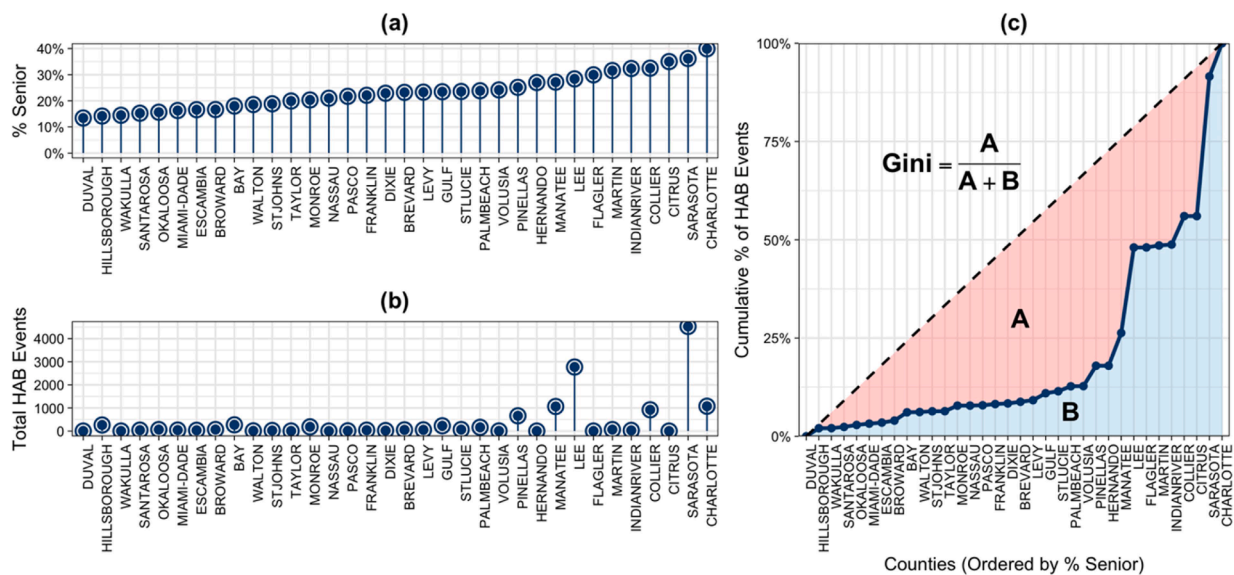 (a)
% Senior
40%
30%
20%
10%
0%
DUVAL
HILLSBOROUGH
WAKULLA
SANTAROSA
OKALOOSA
MIAMI-DADE
ESCAMBIA
BROWARD
BAY
WALTON
STJOHNS
TAYLOR
MONROE
NASSAU
PASCO
FRANKLIN
DIXIE
BREVARD
LEVY
GULF
STLUCIE
PALMBEACH
VOLUSIA
PINELLAS
HERNANDO
MANATEE
LEE
FLAGLER
MARTIN
INDIANRIVER
COLLIER
CITRUS
SARASOTA
CHARLOTTE
(b)
Total HAB Events
4000
3000
2000
1000
0
DUVAL
HILLSBOROUGH
WAKULLA
SANTAROSA
OKALOOSA
MIAMI-DADE
ESCAMBIA
BROWARD
BAY
WALTON
STJOHNS
TAYLOR
MONROE
NASSAU
PASCO
FRANKLIN
DIXIE
BREVARD
LEVY
GULF
STLUCIE
PALMBEACH
VOLUSIA
PINELLAS
HERNANDO
MANATEE
LEE
FLAGLER
MARTIN
INDIANRIVER
COLLIER
CITRUS
SARASOTA
CHARLOTTE
(c)
Cumulative % of HAB Events
100%
75%
50%
25%
0%
Gini = A / A + B
A
B
DUVAL
HILLSBOROUGH
WAKULLA
SANTAROSA
OKALOOSA
MIAMI-DADE
ESCAMBIA
BROWARD
BAY
WALTON
STJOHNS
TAYLOR
MONROE
NASSAU
PASCO
FRANKLIN
DIXIE
BREVARD
LEVY
GULF
STLUCIE
PALMBEACH
VOLUSIA
PINELLAS
HERNANDO
MANATEE
LEE
FLAGLER
MARTIN
INDIANRIVER
COLLIER
CITRUS
SARASOTA
CHARLOTTE
Counties (Ordered by % Senior)